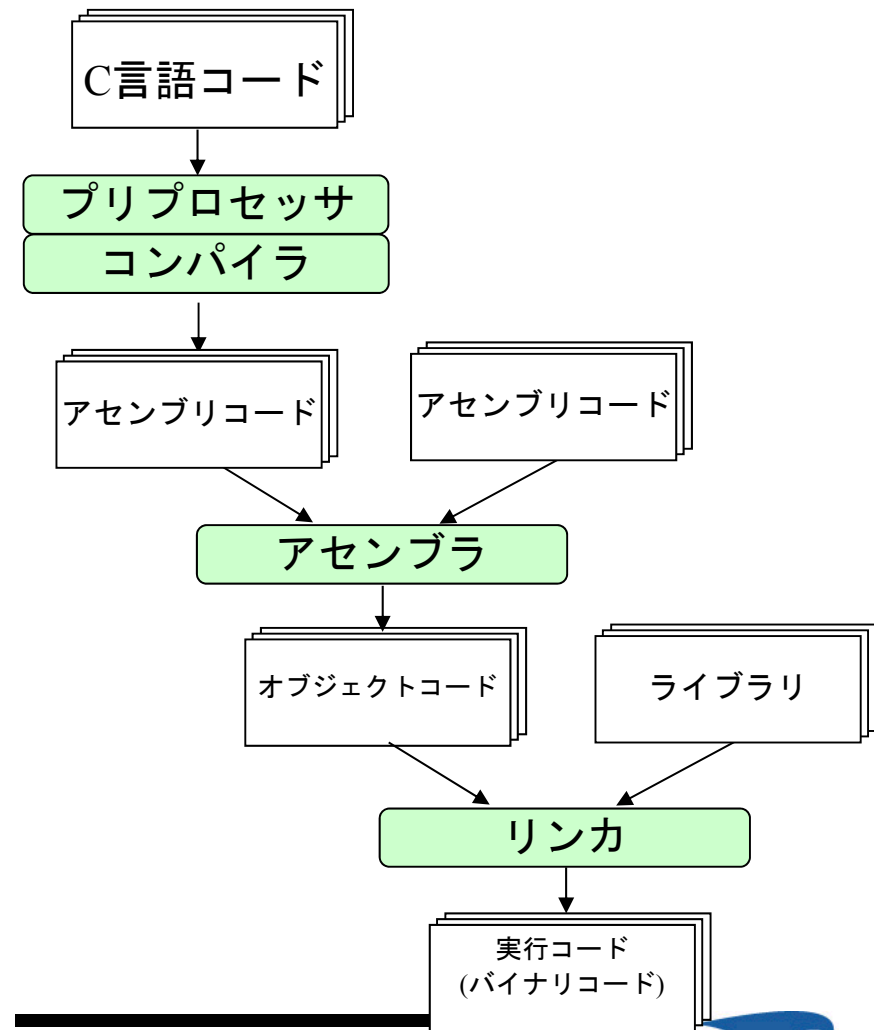 C言語コード
プリプロセッサ
コンパイラ
アセンブリコード
アセンブリコード
アセンブラ
オブジェクトコード
ライブラリ
リンカ
実行コード
(バイナリコード)